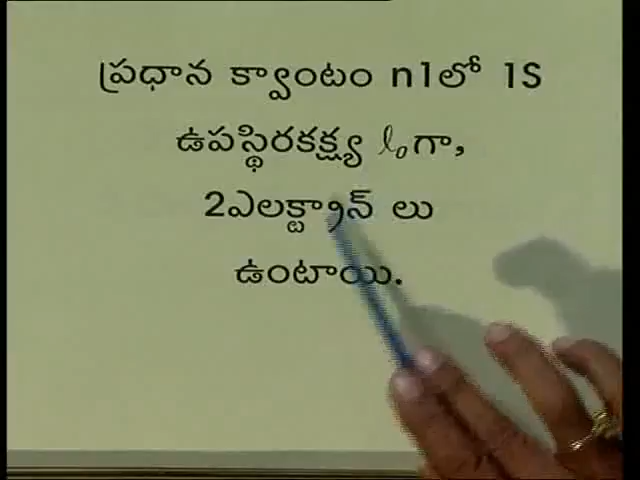 ప్రధాన క్వాంటం n1లో 1S
ఉపస్థిరకక్ష్య l₀గా,
2ఎలక్ట్రాన్ లు
ఉంటాయి.